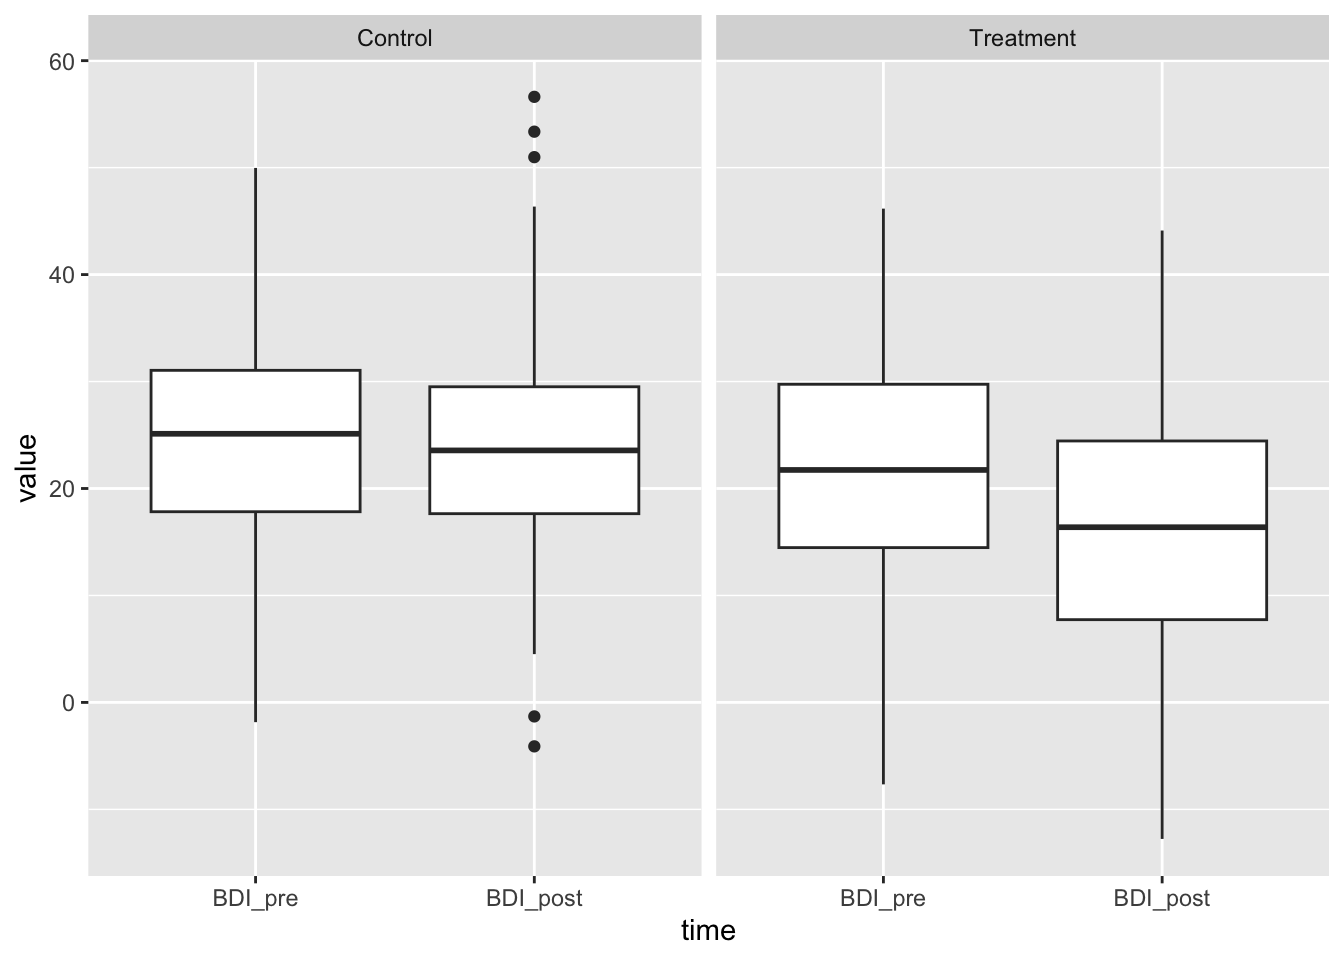 Control
Treatment
60
40
20
0
value
BDI_pre
BDI_post
BDI_pre
BDI_post
time